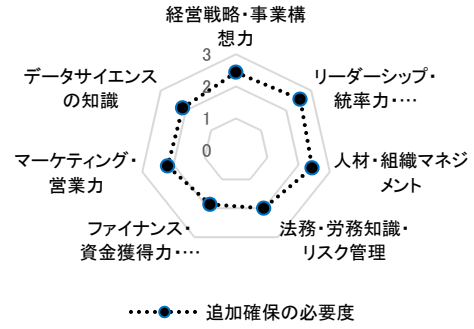 経営戦略・事業構
想力
3
2
1
0
リーダーシップ・
統率力・…
人材・組織マネジ
メント
法務・労務知識・
リスク管理
ファイナンス・
資金獲得力・…
マーケティング・
営業力
データサイエンス
の知識
追加確保の必要度